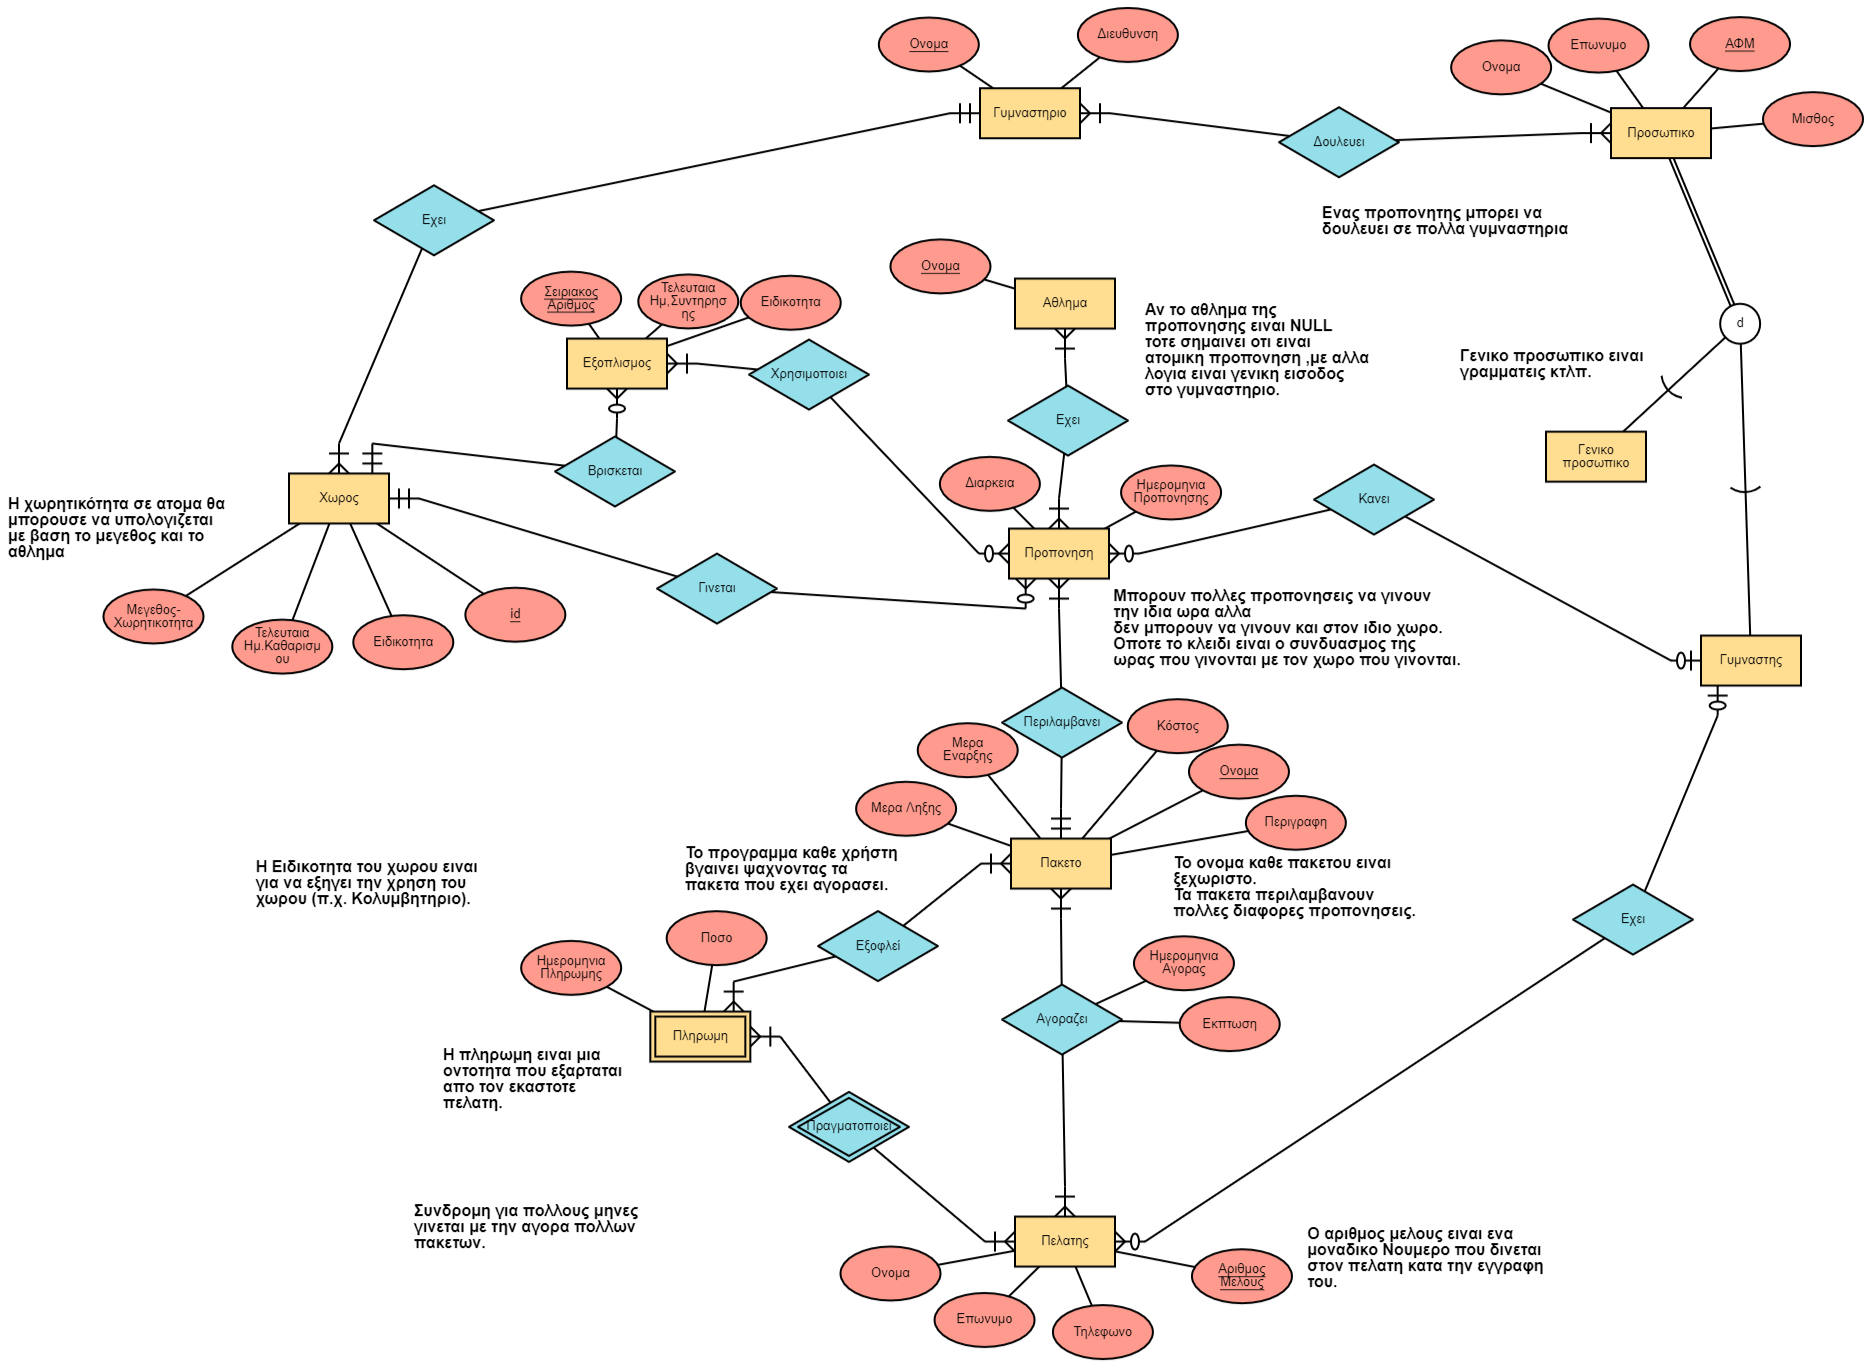 Ονομα
Διευθυνση
Γυμναστηριο
Ονομα
Επωνυμο
ΑΦΜ
Μισθος
Προσωπικο
Δουλευει
Εχει
Ενας προπονητης μπορει να
δουλευει σε πολλα γυμναστηρια
Σειριακος
Αριθμος
Τελευταια
Ημ,Συντηρησ
ης
Ειδικοτητα
Εξοπλισμος
Χρησιμοποιει
Ονομα
Αθλημα
Αν το αθλημα της
προπονησης ειναι NULL
τοτε σημαινει οτι ειναι
ατομικη προπονηση ,με αλλα
λογια ειναι γενικη εισοδος
στο γυμναστηριο.
d
Γενικο προσωπικο ειναι
γραμματεις κτλπ.
Γενικο
προσωπικο
Εχει
Βρισκεται
Χωρος
Η χωρητικότητα σε ατομα θα
μπορουσε να υπολογιζεται
με βαση το μεγεθος και το
αθλημα
Διαρκεια
Ημερομηνια
Προπονησης
Κανει
Προπονηση
Γινεται
Μεγεθος-
Χωρητικοτητα
Τελευταια
Ημ.Καθαρισμ
ου
Ειδικοτητα
id
Μπορουν πολλες προπονησεις να γινουν
την ιδια ωρα αλλα
δεν μπορουν να γινουν και στον ιδιο χωρο.
Οποτε το κλειδι ειναι ο συνδυασμος της
ωρας που γινονται με τον χωρο που γινονται.
Γυμναστης
Περιλαμβανει
Μερα
Εναρξης
Κόστος
Ονομα
Μερα Ληξης
Περιγραφη
Πακετο
Το προγραμμα καθε χρήστη
βγαινει ψαχνοντας τα
πακετα που εχει αγορασει.
Το ονομα καθε πακετου ειναι
ξεχωριστο.
Τα πακετα περιλαμβανουν
πολλες διαφορες προπονησεις.
Η Ειδικοτητα του χωρου ειναι
για να εξηγει την χρηση του
χωρου (π.χ. Κολυμβητηριο).
Εξοφλεί
Εχει
Ποσο
Ημερομηνια
Πληρωμης
Πληρωμη
Ημερομηνια
Αγορας
Αγοραζει
Εκπτωση
Η πληρωμη ειναι μια
οντοτητα που εξαρταται
απο τον εκαστοτε
πελατη.
Πραγματοποιει
Συνδρομη για πολλους μηνες
γινεται με την αγορα πολλων
πακετων.
Πελατης
Ονομα
Επωνυμο
Τηλεφωνο
Αριθμος
Μελους
Ο αριθμος μελους ειναι ενα
μοναδικο Νουμερο που δινεται
στον πελατη κατα την εγγραφη
του.